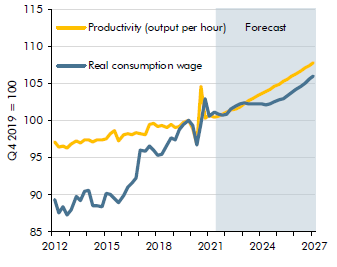 115
110
105
100
95
90
85
Q4 2019 = 100
Productivity (output per hour)
Forecast
Real consumption wage
2012 2015 2018 2021 2024 2027